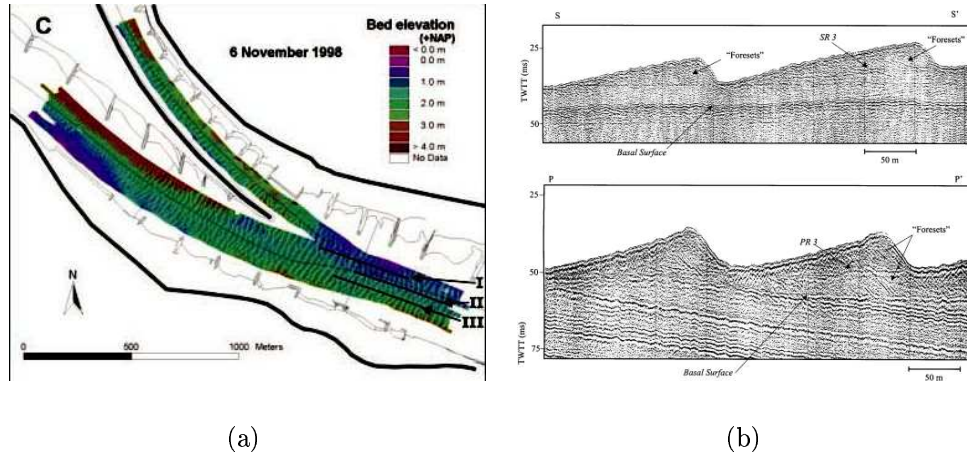 C
6 November 1998
Bed elevation
(+NAP)
< 0.0 m
0.0 m
1.0 m
2.0 m
3.0 m
> 4.0 m
No Data
I
II
III
N
0 500 1000 Meters
(a)
S S'
25
50
TWTT (ms)
"Foresets"
SR 3
"Foresets"
Basal Surface
50 m
P P'
25
50
75
TWTT (ms)
PR 3
"Foresets"
Basal Surface
50 m
(b)